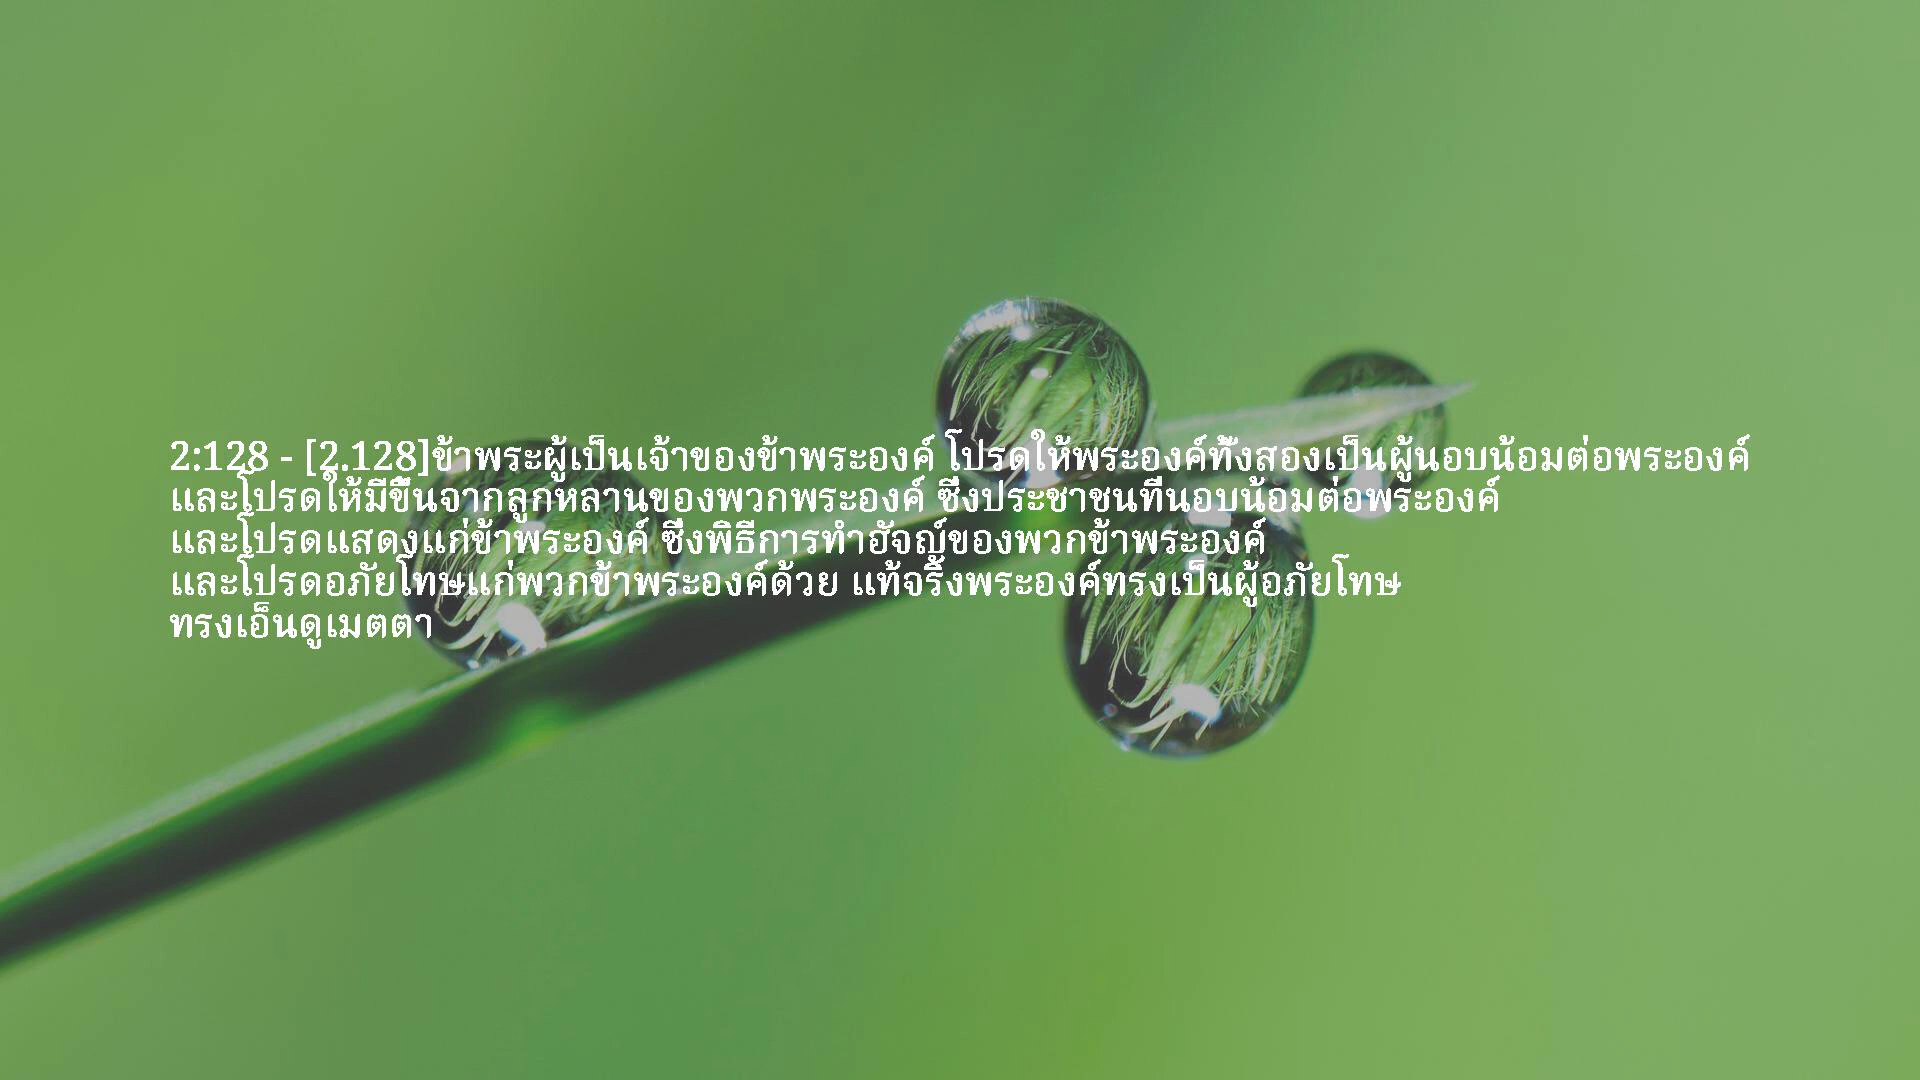 2:128 - [2.128]ข้าพระผู้เป็นเจ้าของข้าพระองค์ โปรดให้พระองค์ทั้งสองเป็นผู้นอบน้อมต่อพระองค์
และโปรดให้มีขึ้นจากลูกหลานของพวกพระองค์ ซึ่งประชาชนที่นอบน้อมต่อพระองค์
และโปรดแสดงแก่ข้าพระองค์ ซึ่งพิธีการทำฮัจญ์ของพวกข้าพระองค์
และโปรดอภัยโทษแก่พวกข้าพระองค์ด้วย แท้จริงพระองค์ทรงเป็นผู้อภัยโทษ
ทรงเอ็นดูเมตตา